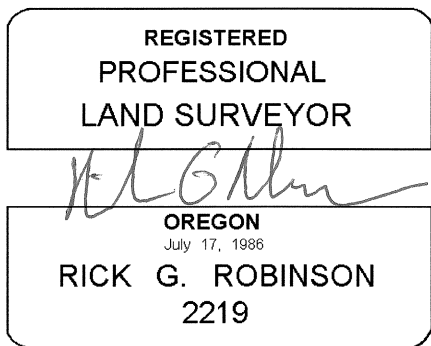 REGISTERED
PROFESSIONAL
LAND SURVEYOR
OREGON
July 17, 1986
RICK G. ROBINSON
2219